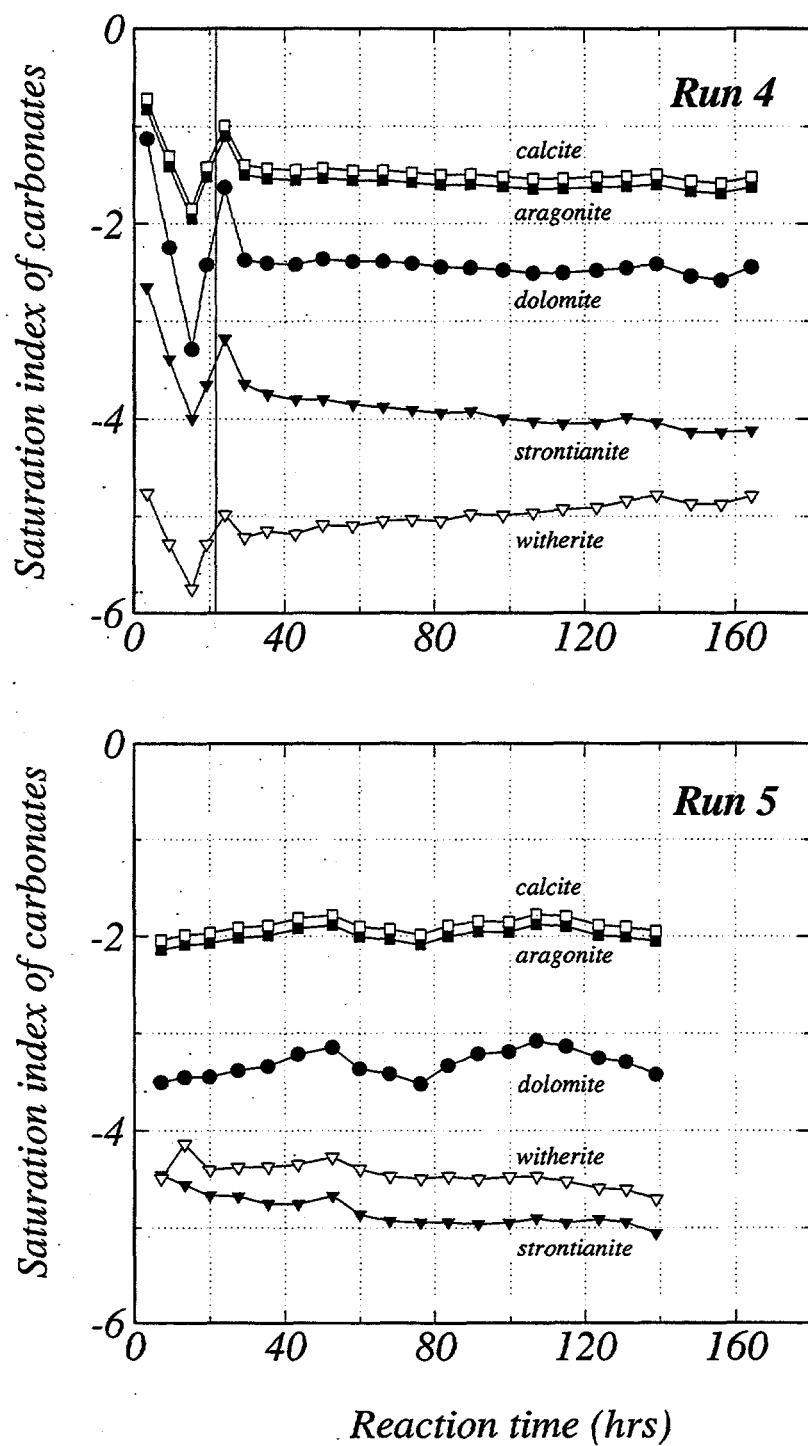 Saturation index of carbonates
0
-2
-4
-6
Run 4
calcite
aragonite
dolomite
strontianite
witherite
0 40 80 120 160
Saturation index of carbonates
0
-2
-4
-6
Run 5
calcite
aragonite
dolomite
witherite
strontianite
0 40 80 120 160
Reaction time (hrs)